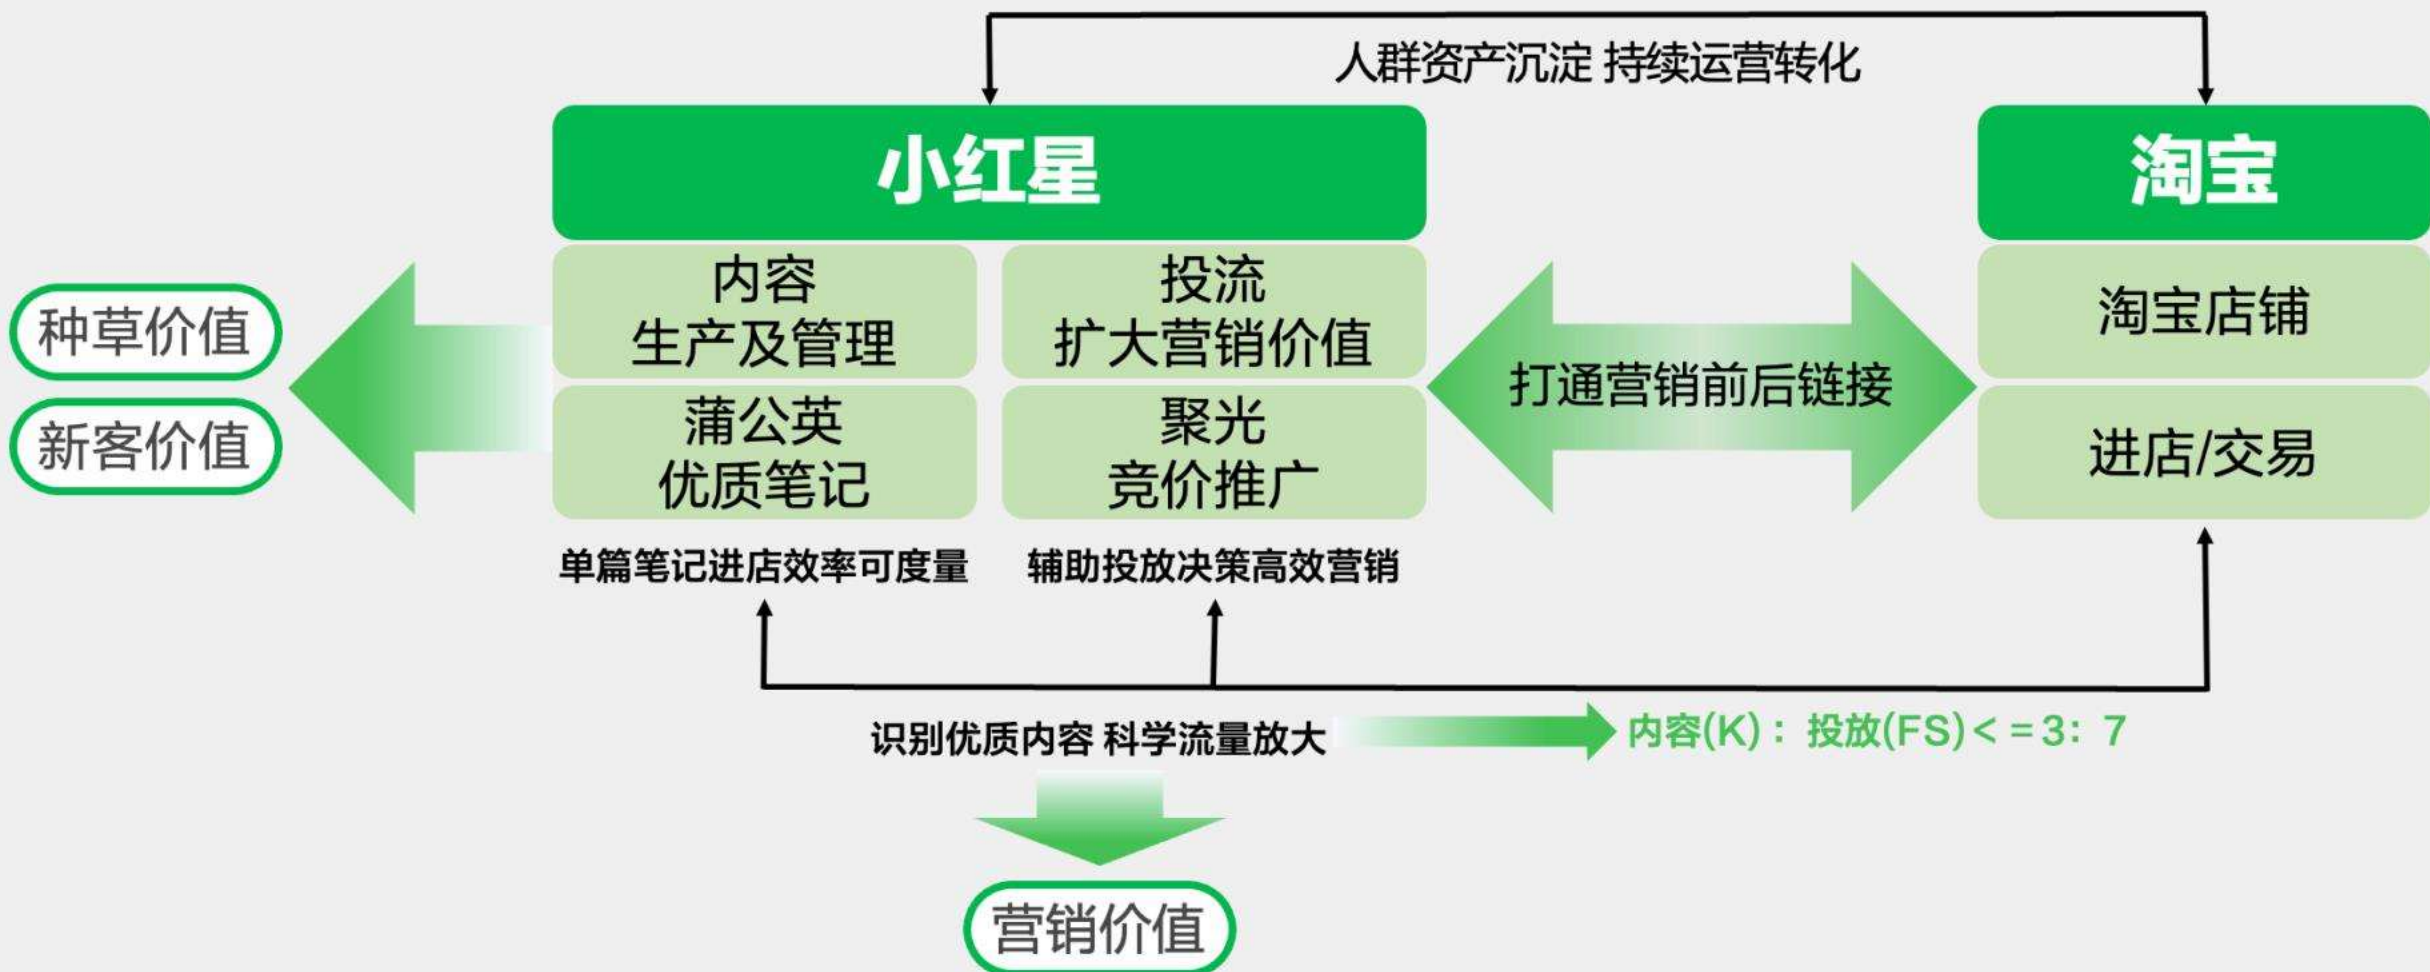 人群资产沉淀 持续运营转化
小红星
淘宝
内容
生产及管理
投流
扩大营销价值
淘宝店铺
种草价值
新客价值
打通营销前后链接
蒲公英
优质笔记
聚光
竞价推广
进店/交易
单篇笔记进店效率可度量
辅助投放决策高效营销
识别优质内容 科学流量放大
内容(K)：投放(FS)<=3：7
营销价值